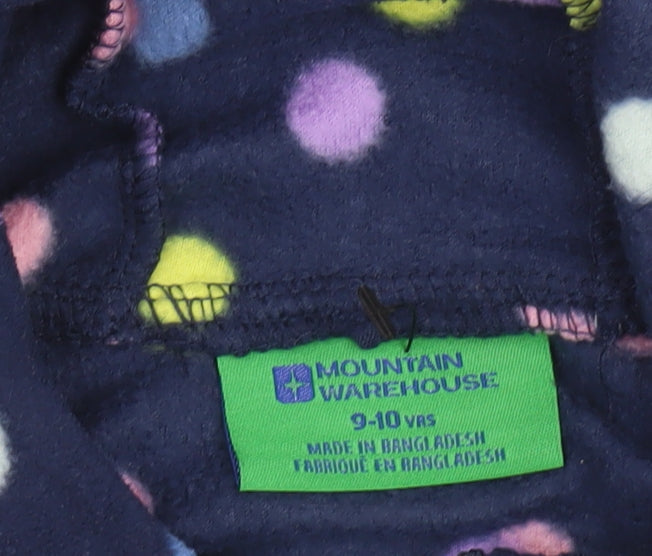 MOUNTAIN
WAREHOUSE
9-10 YRS
MADE IN BANGLADESH
FABRIQUÉ EN BANGLADESH